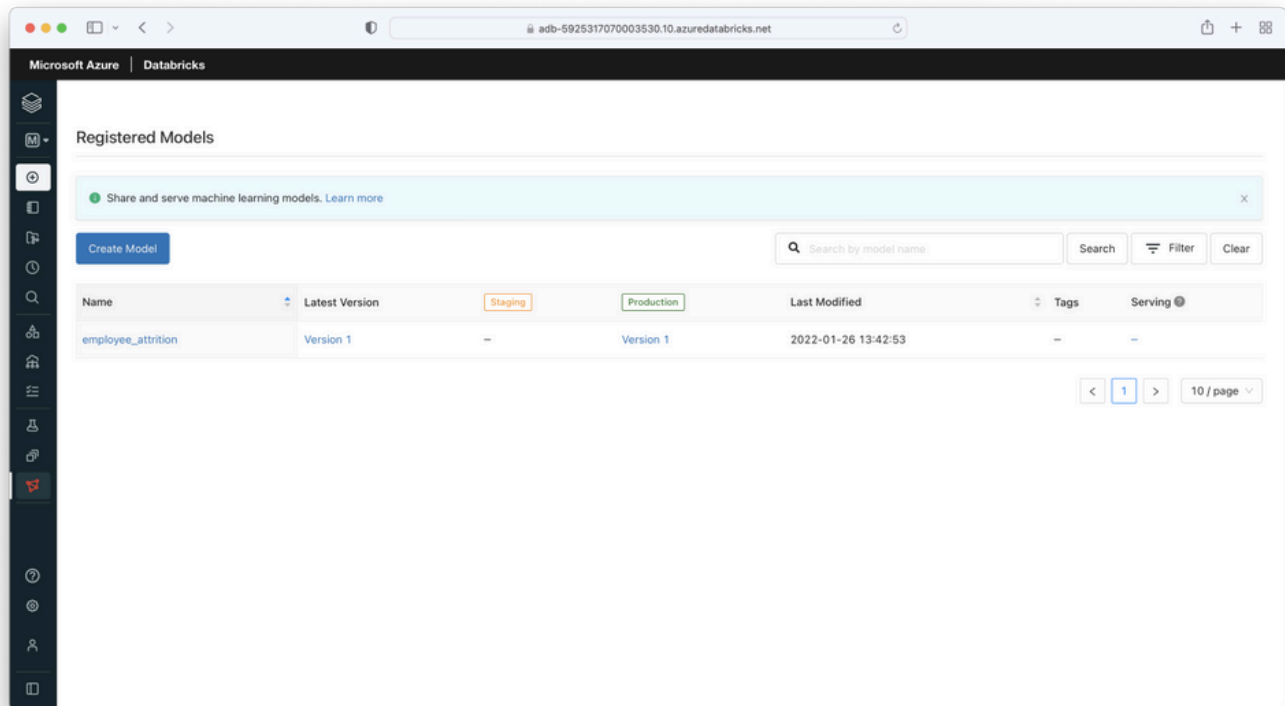 adb-5925317070003530.10.azuredatabricks.net
Microsoft Azure | Databricks
M
Registered Models
Share and serve machine learning models. Learn more
Create Model
Search by model name
Search
Filter
Clear
Name Latest Version Staging Production Last Modified Tags Serving
employee_attrition Version 1 – Version 1 2022-01-26 13:42:53 – –
< 1 > 10 / page